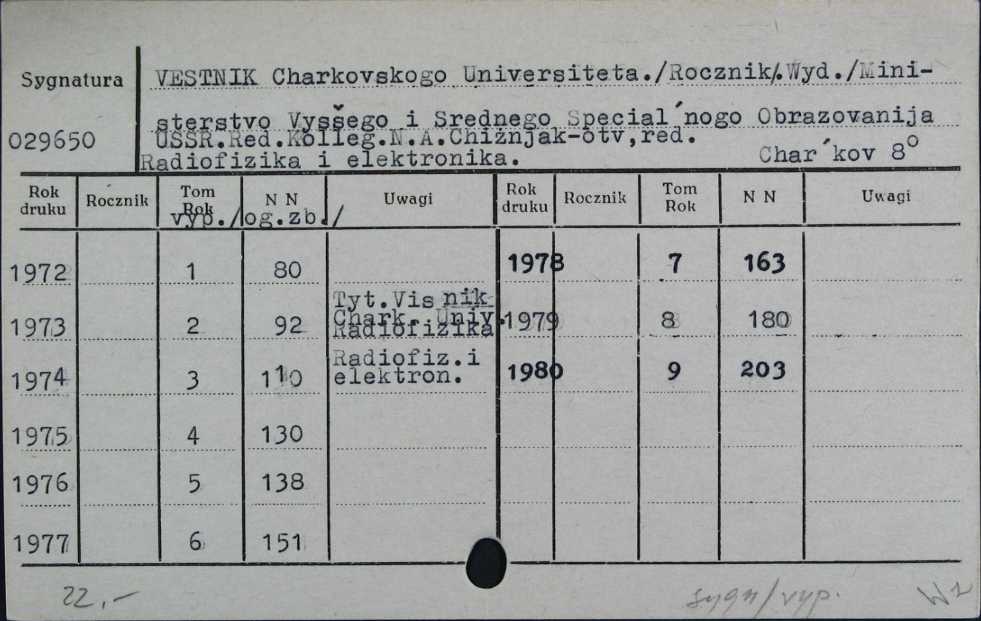 Sygnatura
VESTNIK Charkovskogo Universiteta./Rocznik/.Wyd./Mini-
sterstvo Vysšego i Srednego Special´nogo Obrazovanija
029650
USSR.Red.Kolleg.N.A.Chižnjak-otv,red.
Radiofizika i elektronika. Char´kov 8°
Rok druku Rocznik Tom Rok N N Uwagi Rok druku Rocznik Tom Rok N N Uwagi
vyp./og.zb./
1972 1 80 1978 7 163
1973 2 92 Tyt.Visnik Chark. Univ. Radiofizika 1979 8 180
1974 3 110 Radiofiz.i elektron. 1980 9 203
1975 4 130
1976 5 138
1977 6 151
22,- sygn/vyp. Wz